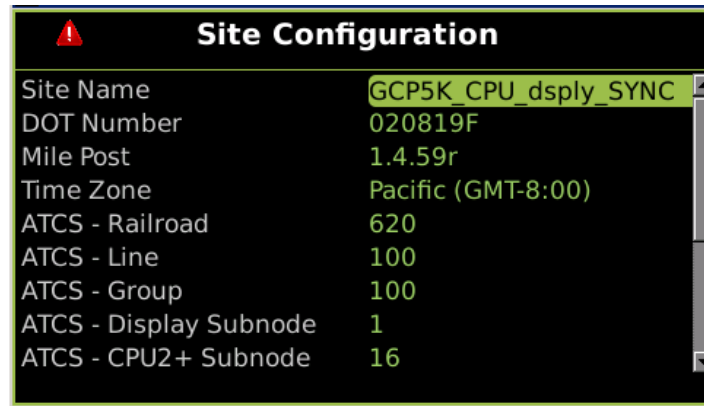 Site Configuration
Site Name GCP5K_CPU_dsply_SYNC
DOT Number 020819F
Mile Post 1.4.59r
Time Zone Pacific (GMT-8:00)
ATCS - Railroad 620
ATCS - Line 100
ATCS - Group 100
ATCS - Display Subnode 1
ATCS - CPU2+ Subnode 16